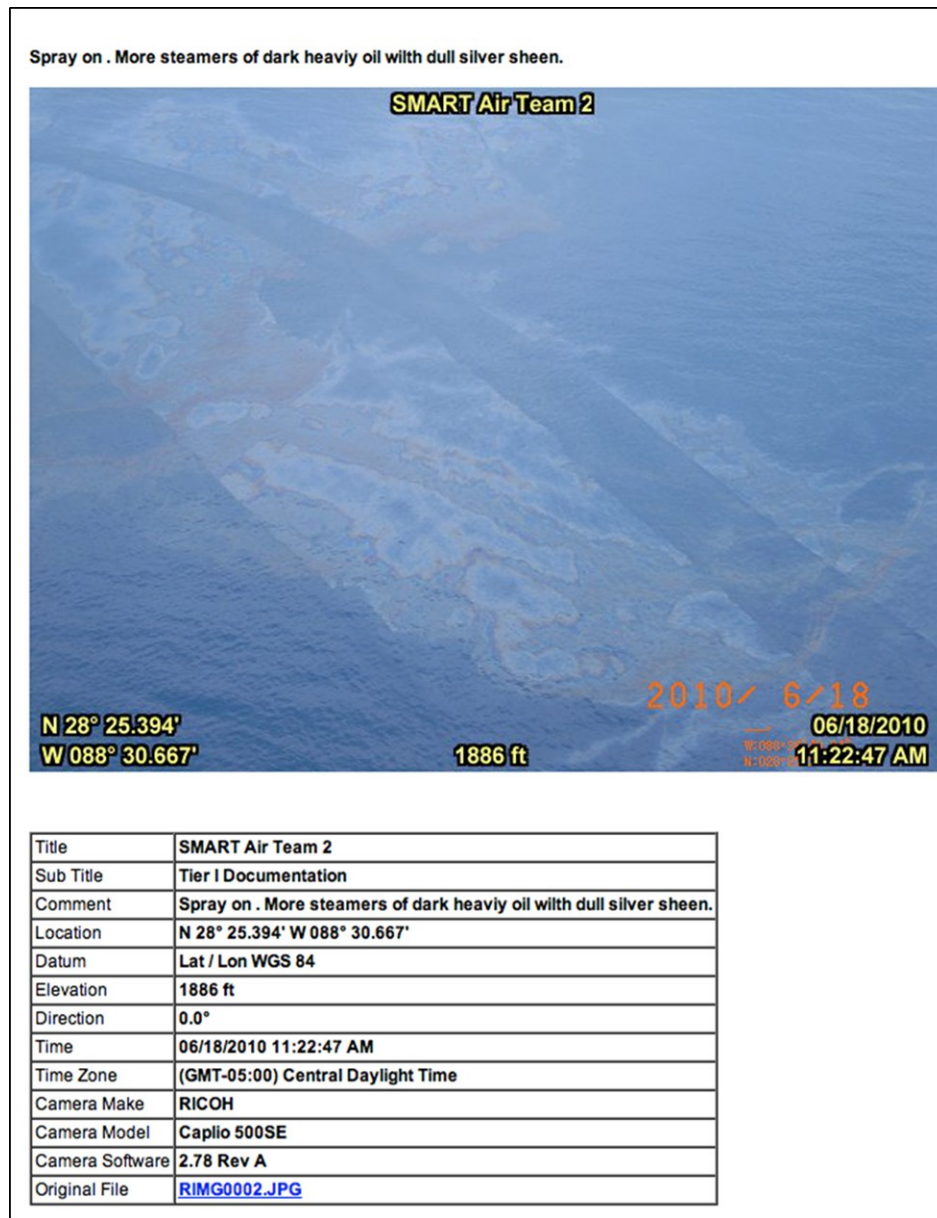 Spray on . More steamers of dark heaviy oil wilth dull silver sheen.
SMART Air Team 2
2010/ 6/18
N 28° 25.394' 06/18/2010
W 088° 30.667' 1886 ft 11:22:47 AM
Title SMART Air Team 2
Sub Title Tier I Documentation
Comment Spray on . More steamers of dark heaviy oil wilth dull silver sheen.
Location N 28° 25.394' W 088° 30.667'
Datum Lat / Lon WGS 84
Elevation 1886 ft
Direction 0.0°
Time 06/18/2010 11:22:47 AM
Time Zone (GMT-05:00) Central Daylight Time
Camera Make RICOH
Camera Model Caplio 500SE
Camera Software 2.78 Rev A
Original File RIMG0002.JPG